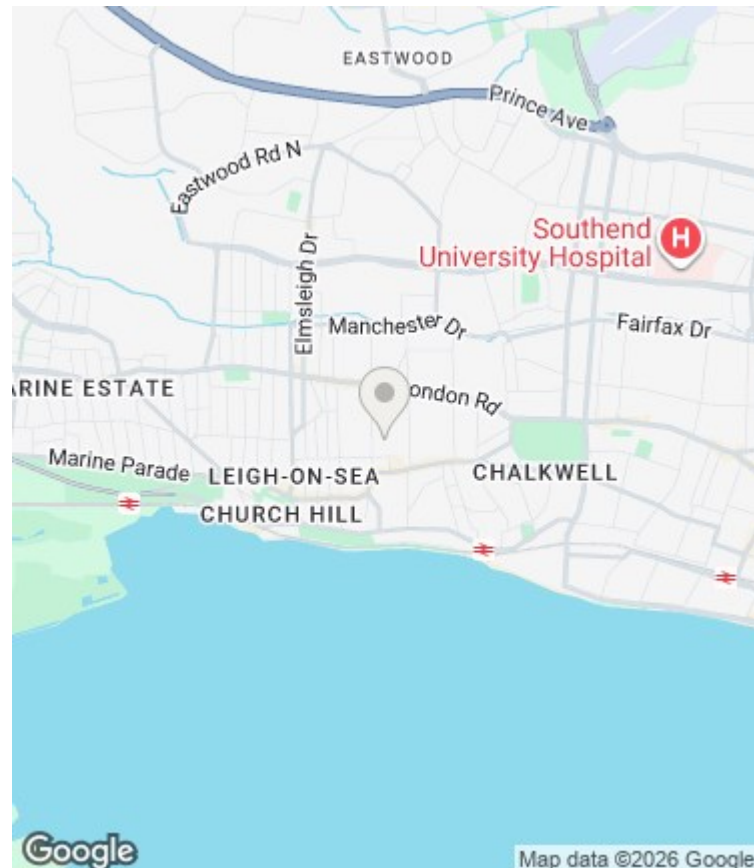 EASTWOOD
Prince Ave
Eastwood Rd N
Southend
University Hospital
H
Elmsleigh Dr
Manchester Dr
Fairfax Dr
ARINE ESTATE
ondon Rd
Marine Parade
LEIGH-ON-SEA
CHALKWELL
CHURCH HILL
Google
Map data ©2026 Google